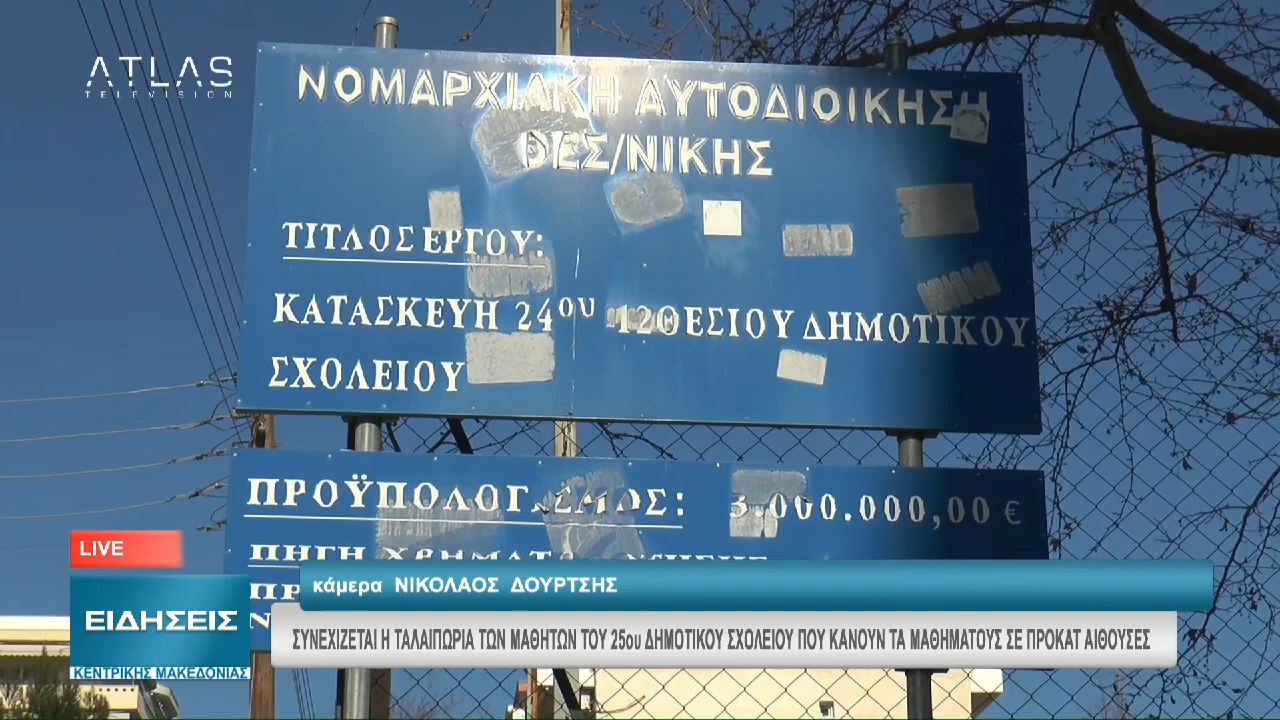 ATLAS
TELEVISION
ΝΟΜΑΡΧΙΑΚΗ ΑΥΤΟΔΙΟΙΚΗΣΗ
ΘΕΣ/ΝΙΚΗΣ
ΤΙΤΛΟΣ ΕΡΓΟΥ:
ΚΑΤΑΣΚΕΥΗ 24ου 12ΘΕΣΙΟΥ ΔΗΜΟΤΙΚΟΥ
ΣΧΟΛΕΙΟΥ
ΠΡΟΫΠΟΛΟΓΙΣΜΟΣ: 3.000.000,00 €
LIVE
κάμερα ΝΙΚΟΛΑΟΣ ΔΟΥΡΤΣΗΣ
ΕΙΔΗΣΕΙΣ
ΚΕΝΤΡΙΚΗΣ ΜΑΚΕΔΟΝΙΑΣ
ΣΥΝΕΧΙΖΕΤΑΙ Η ΤΑΛΑΙΠΩΡΙΑ ΤΩΝ ΜΑΘΗΤΩΝ ΤΟΥ 25ου ΔΗΜΟΤΙΚΟΥ ΣΧΟΛΕΙΟΥ ΠΟΥ ΚΑΝΟΥΝ ΤΑ ΜΑΘΗΜΑΤΟΥΣ ΣΕ ΠΡΟΚΑΤ ΑΙΘΟΥΣΕΣ